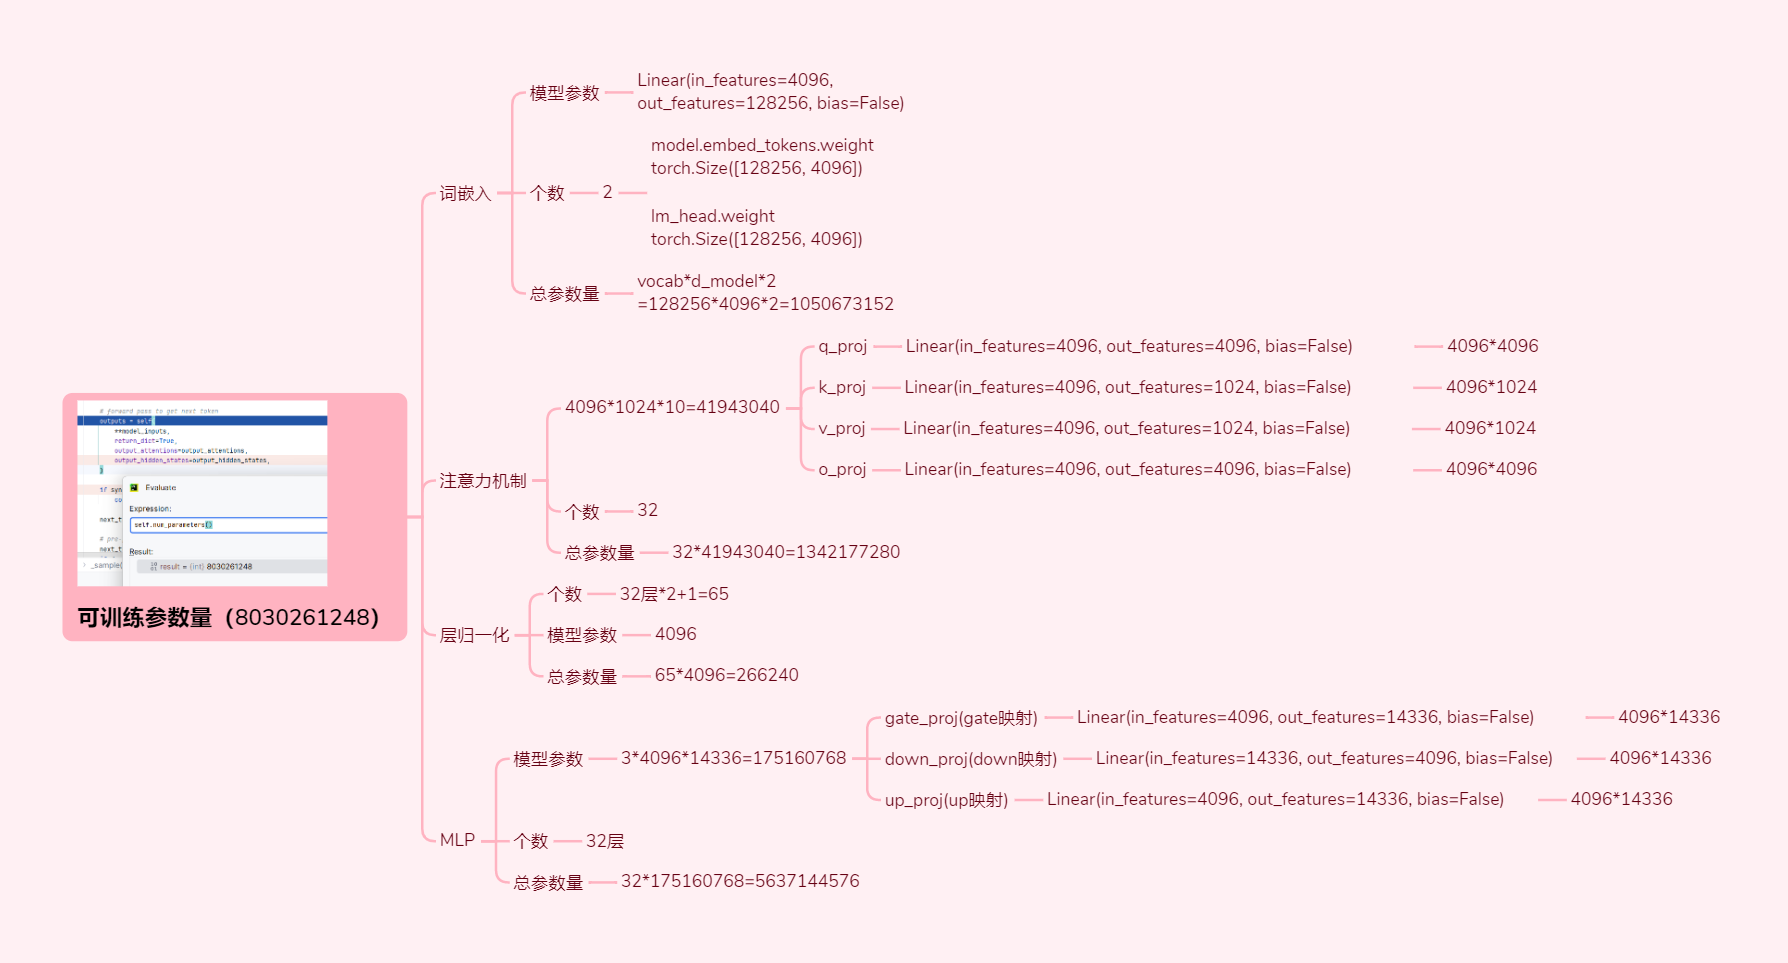 # forward pass to get next token
outputs = self(
**model_inputs,
return_dict=True,
output_attentions=output_attentions,
output_hidden_states=output_hidden_states,
)
if syn
co
next_t
# pre-
next_t
_sample(
Evaluate
Expression:
self.num_parameters()
Result:
result = {int} 8030261248
可训练参数量（8030261248）
词嵌入
模型参数
Linear(in_features=4096,
out_features=128256, bias=False)
个数
2
model.embed_tokens.weight
torch.Size([128256, 4096])
lm_head.weight
torch.Size([128256, 4096])
总参数量
vocab*d_model*2
=128256*4096*2=1050673152
注意力机制
4096*1024*10=41943040
q_proj
Linear(in_features=4096, out_features=4096, bias=False)
4096*4096
k_proj
Linear(in_features=4096, out_features=1024, bias=False)
4096*1024
v_proj
Linear(in_features=4096, out_features=1024, bias=False)
4096*1024
o_proj
Linear(in_features=4096, out_features=4096, bias=False)
4096*4096
个数
32
总参数量
32*41943040=1342177280
层归一化
个数
32层*2+1=65
模型参数
4096
总参数量
65*4096=266240
MLP
模型参数
3*4096*14336=175160768
gate_proj(gate映射)
Linear(in_features=4096, out_features=14336, bias=False)
4096*14336
down_proj(down映射)
Linear(in_features=14336, out_features=4096, bias=False)
4096*14336
up_proj(up映射)
Linear(in_features=4096, out_features=14336, bias=False)
4096*14336
个数
32层
总参数量
32*175160768=5637144576